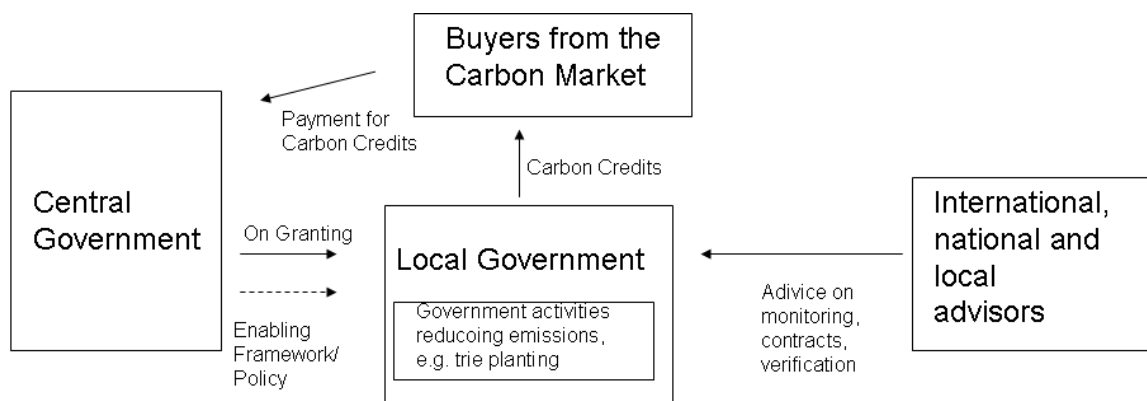 Buyers from the
Carbon Market
Payment for
Carbon Credits
Carbon Credits
Central
Government
On Granting
Enabling
Framework/
Policy
Local Government
Government activities
reducoing emissions,
e.g. trie planting
International,
national and
local
advisors
Adivice on
monitoring,
contracts,
verification